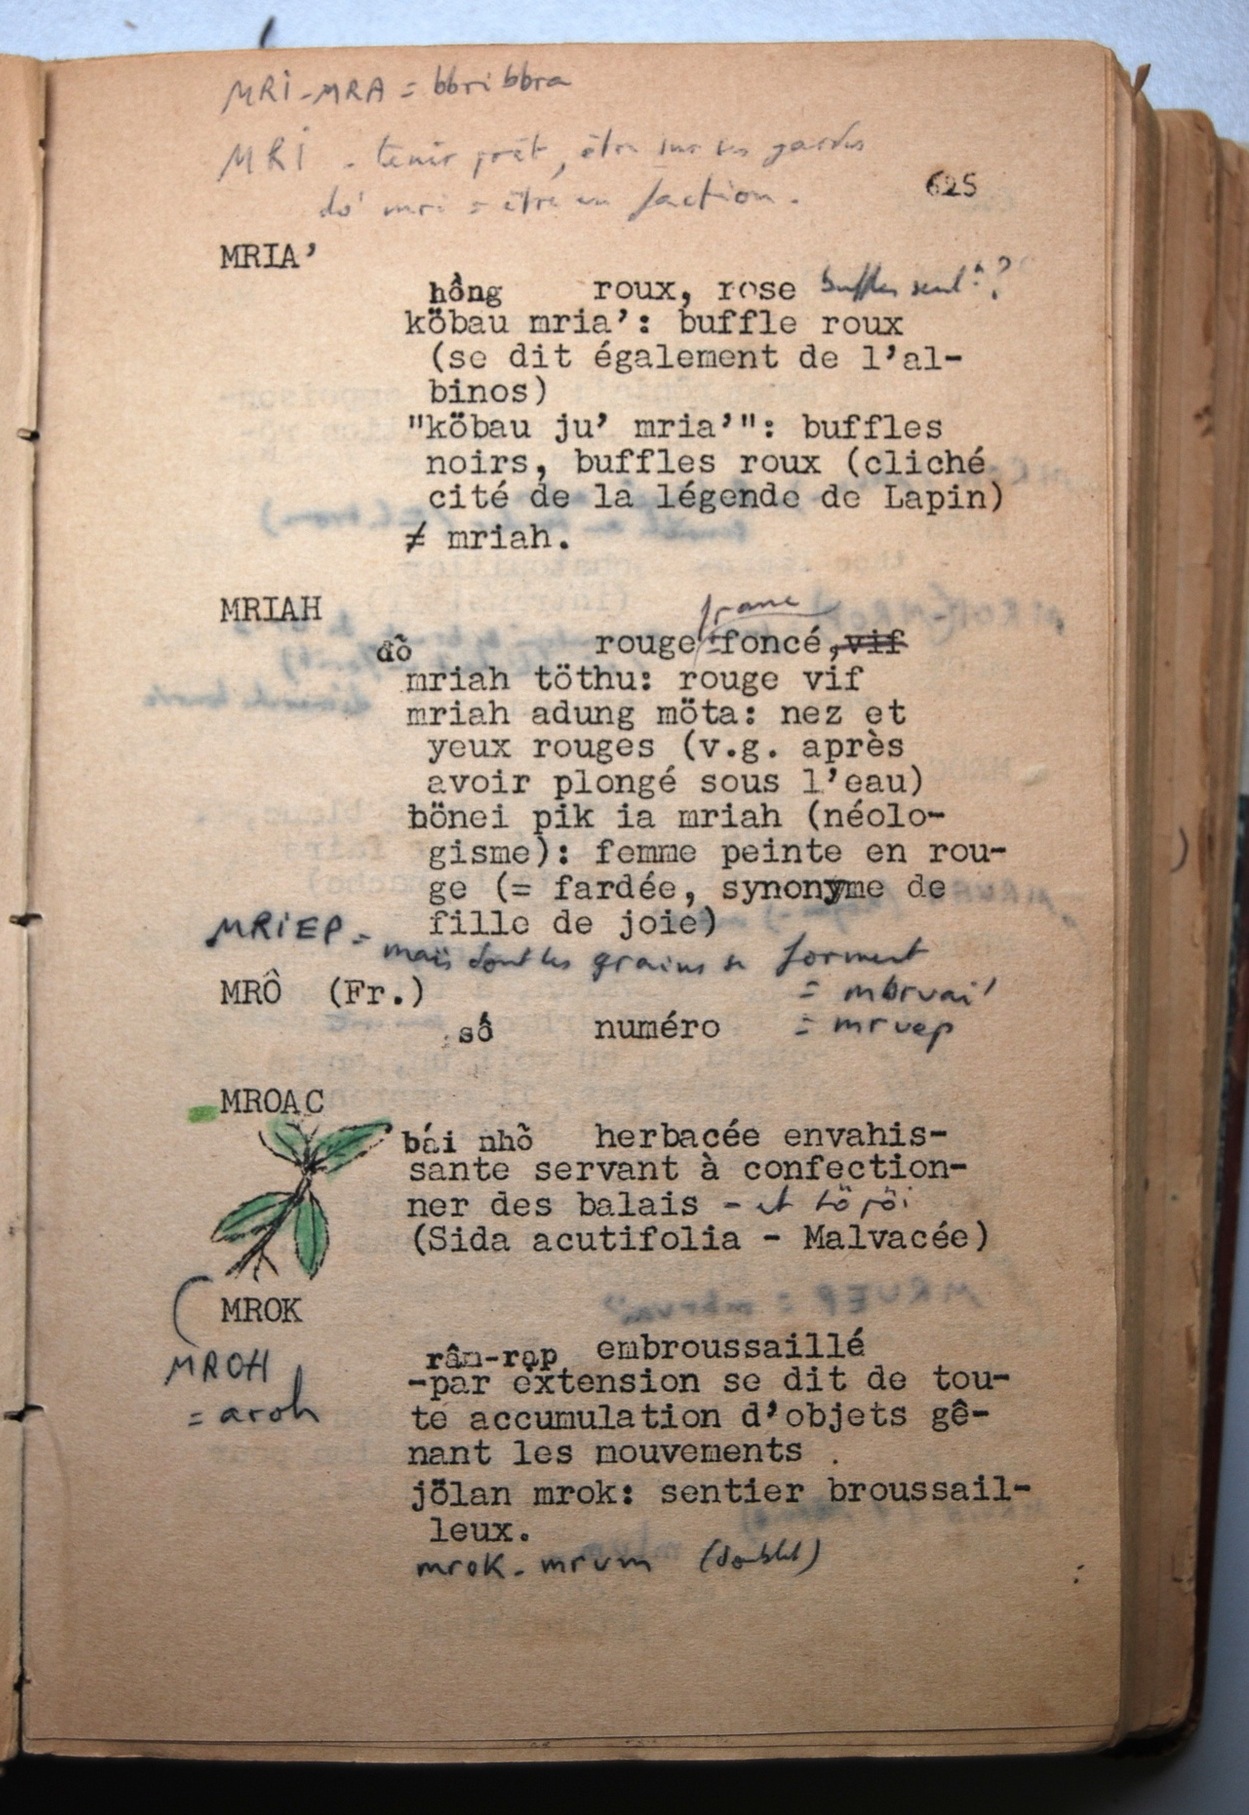 MRI-MRA = bbribbra
MRI - tenir prêt, être sur ses gardes
dô' mri = être en faction.
625
MRIA'
hồng roux, rose buffles seul^t ?
köbau mria': buffle roux
(se dit également de l'al-
binos)
"köbau ju' mria'": buffles
noirs, buffles roux (cliché
cité de la légende de Lapin)
≠ mriah.
MRIAH
franc
đỏ rouge foncé, vif
mriah töthu: rouge vif
mriah adung möta: nez et
yeux rouges (v.g. après
avoir plongé sous l'eau)
bönei pik ia mriah (néolo-
gisme): femme peinte en rou-
ge (= fardée, synonyme de
fille de joie)
MRIEP = maïs dont les grains se forment
= mbruai'
MRÔ (Fr.)
số numéro = mruep
MROAC
bái nhỏ herbacée envahis-
sante servant à confection-
ner des balais - et töröi
(Sida acutifolia - Malvacée)
MROK
rân-rạp embroussaillé
-par extension se dit de tou-
te accumulation d'objets gê-
nant les mouvements .
MROH
= aroh
jölan mrok: sentier broussail-
leux.
mrok - mrum (doublet)